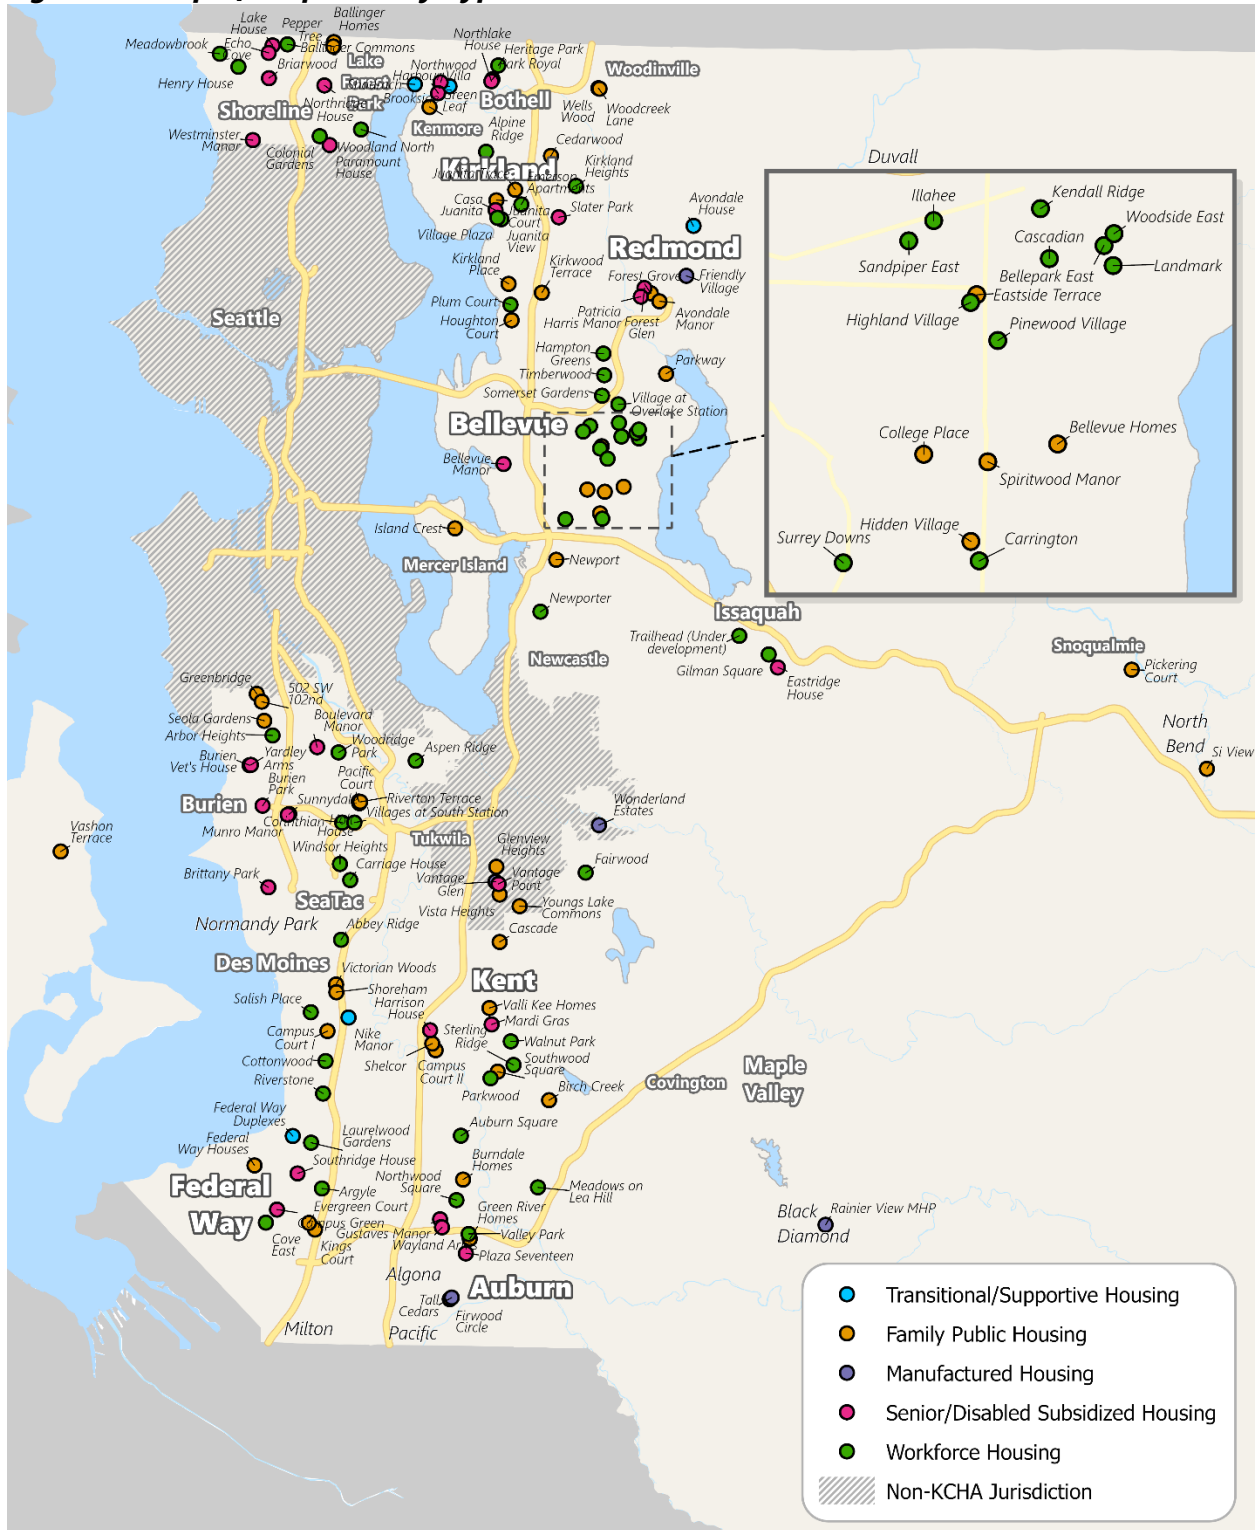 Ballinger
Homes
Lake
House
Pepper
Tree
Meadowbrook
Echo
Cove
Ballinger Commons
Briarwood
Henry House
Lake
Forest
Park
Northlake
House
Heritage Park
Park Royal
Northwood
Harbour Villa
Brookside
Green
Leaf
Bothell
Kenmore
Woodinville
Wells
Wood
Woodcreek
Lane
Shoreline
Northridge
House
Westminster
Manor
Colonial
Gardens
Woodland North
Paramount
House
Alpine
Ridge
Cedarwood
Kirkland
Heights
Kirkland
Juanita Trace
Emerson
Apartments
Casa
Juanita
Juanita
Court
Juanita
View
Village Plaza
Slater Park
Avondale
House
Redmond
Kirkland
Place
Kirkwood
Terrace
Forest Grove
Friendly
Village
Plum Court
Houghton
Court
Patricia
Harris Manor
Forest
Glen
Avondale
Manor
Seattle
Hampton
Greens
Timberwood
Parkway
Somerset Gardens
Village at
Overlake Station
Bellevue
Bellevue
Manor
Island Crest
Mercer Island
Newport
Newporter
Newcastle
Duvall
Illahee
Kendall Ridge
Woodside East
Sandpiper East
Cascadian
Bellepark East
Landmark
Eastside Terrace
Highland Village
Pinewood Village
College Place
Bellevue Homes
Spiritwood Manor
Hidden Village
Surrey Downs
Carrington
Issaquah
Trailhead (Under
development)
Gilman Square
Eastridge
House
Snoqualmie
Pickering
Court
North
Bend
Si View
Greenbridge
502 SW
102nd
Seola Gardens
Arbor Heights
Boulevard
Manor
Woodridge
Park
Aspen Ridge
Burien
Vet's House
Yardley
Arms
Burien
Park
Pacific
Court
Burien
Sunnydale
Riverton Terrace
Munro Manor
Corinthian
House
Villages at South Station
Windsor Heights
Carriage House
Tukwila
Wonderland
Estates
Glenview
Heights
Fairwood
Vashon
Terrace
Brittany Park
SeaTac
Vantage
Glen
Vantage
Point
Vista Heights
Youngs Lake
Commons
Normandy Park
Abbey Ridge
Cascade
Des Moines
Victorian Woods
Shoreham
Kent
Salish Place
Harrison
House
Valli Kee Homes
Mardi Gras
Campus
Court I
Nike
Manor
Sterling
Ridge
Walnut Park
Shelcor
Campus
Court II
Southwood
Square
Cottonwood
Riverstone
Parkwood
Birch Creek
Covington
Maple
Valley
Federal Way
Duplexes
Laurelwood
Gardens
Auburn Square
Federal
Way Houses
Southridge House
Burndale
Homes
Northwood
Square
Meadows on
Lea Hill
Federal
Way
Argyle
Evergreen Court
Campus Green
Green River
Homes
Gustaves Manor
Valley Park
Cove
East
Kings
Court
Wayland Arms
Plaza Seventeen
Black
Diamond
Rainier View MHP
Algona
Auburn
Tall
Cedars
Firwood
Circle
Milton
Pacific
Transitional/Supportive Housing
Family Public Housing
Manufactured Housing
Senior/Disabled Subsidized Housing
Workforce Housing
Non-KCHA Jurisdiction